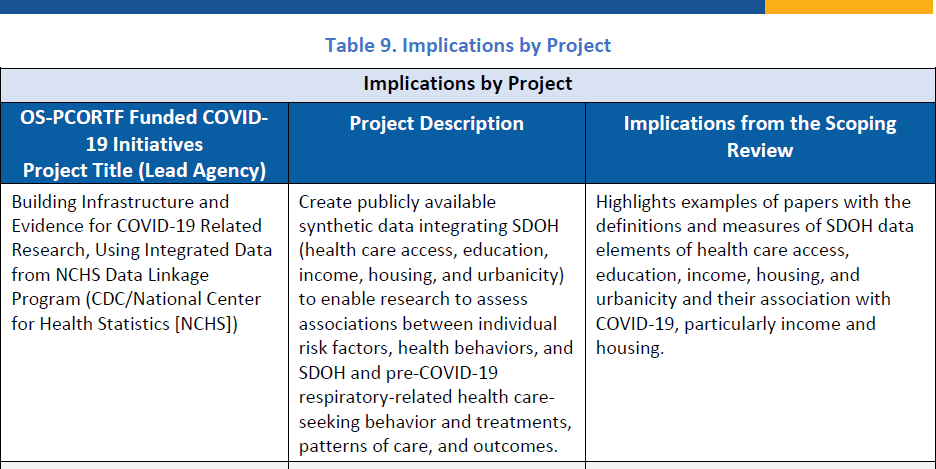 Table 9. Implications by Project
Implications by Project
OS-PCORTF Funded COVID-
19 Initiatives
Project Title (Lead Agency)
Project Description
Implications from the Scoping
Review
Building Infrastructure and
Evidence for COVID-19 Related
Research, Using Integrated Data
from NCHS Data Linkage
Program (CDC/National Center
for Health Statistics [NCHS])
Create publicly available
synthetic data integrating SDOH
(health care access, education,
income, housing, and urbanicity)
to enable research to assess
associations between individual
risk factors, health behaviors, and
SDOH and pre-COVID-19
respiratory-related health care-
seeking behavior and treatments,
patterns of care, and outcomes.
Highlights examples of papers with the
definitions and measures of SDOH data
elements of health care access,
education, income, housing, and
urbanicity and their association with
COVID-19, particularly income and
housing.